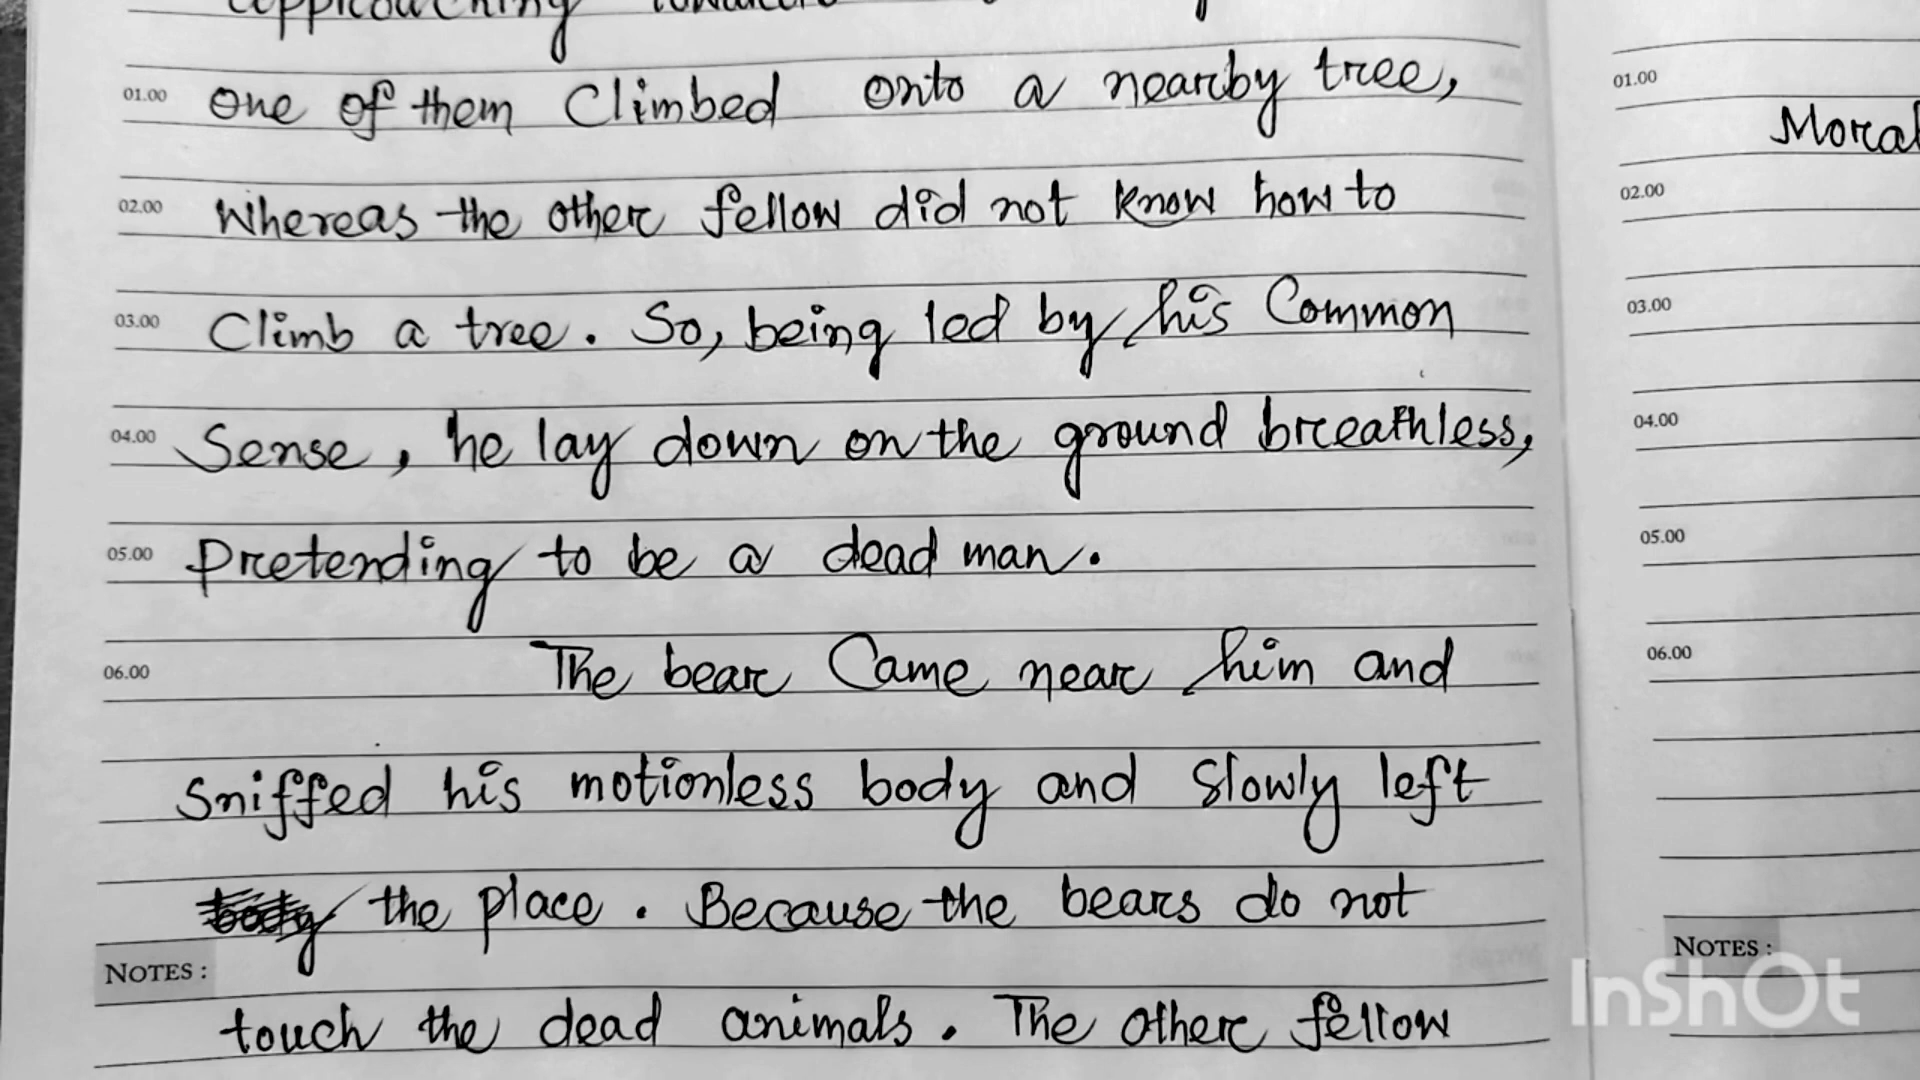 approaching towards
01.00 One of them Climbed onto a nearby tree,
02.00 Whereas the other fellow did not know how to
03.00 Climb a tree. So, being led by his Common
04.00 Sense, he lay down on the ground breathless,
05.00 Pretending to be a dead man.
06.00 The bear Came near him and
Sniffed his motionless body and slowly left
body the place. Because the bears do not
NOTES :
touch the dead animals. The other fellow
01.00
Moral
02.00
03.00
04.00
05.00
06.00
NOTES :
InShOt